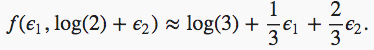 f(ϵ₁, log(2) + ϵ₂) ≈ log(3) + 1/3 ϵ₁ + 2/3 ϵ₂.